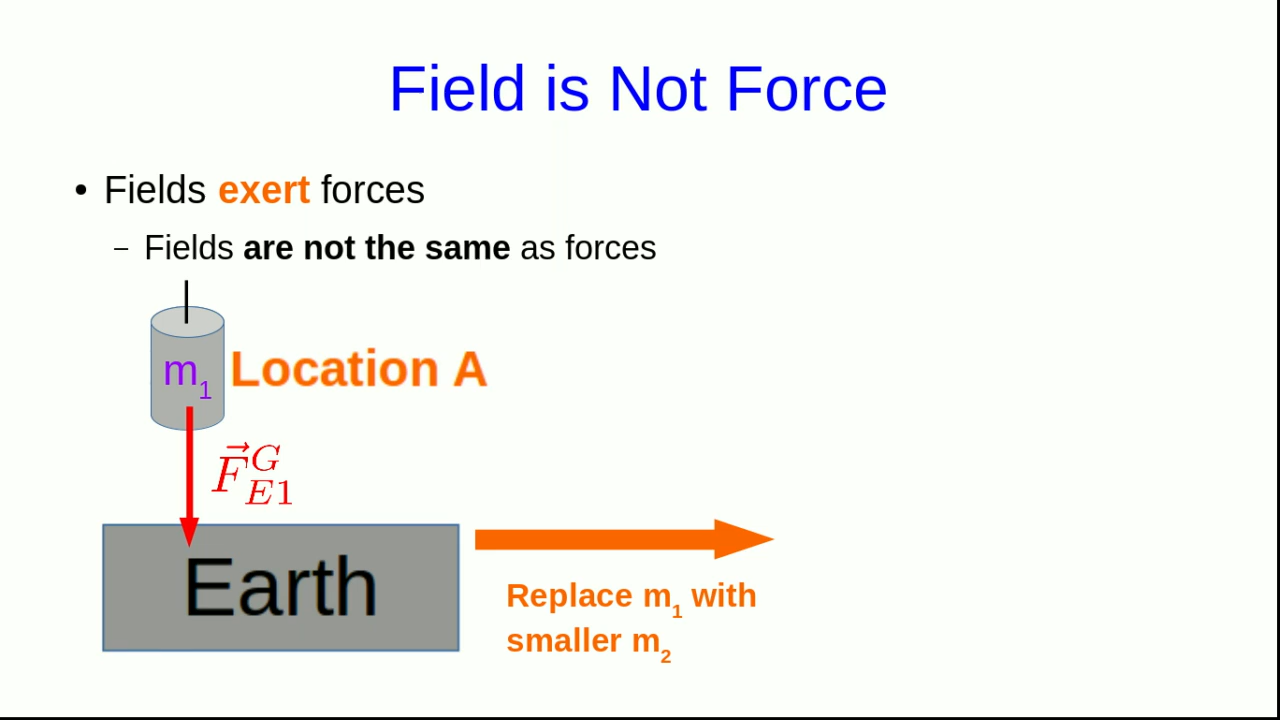 Field is Not Force
• Fields exert forces
– Fields are not the same as forces
m₁
Location A
F⃗ᴳ_E1
Earth
Replace m₁ with
smaller m₂